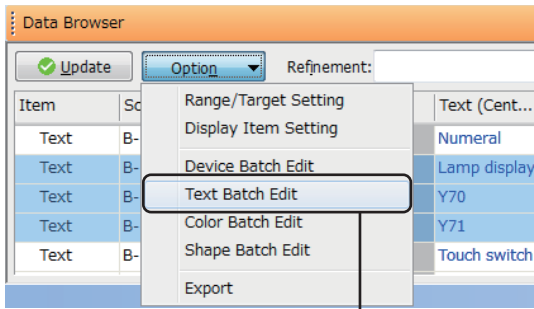 Data Browser
Update Option Refinement:
Item Sc Text (Cent...
Range/Target Setting
Display Item Setting
Device Batch Edit
Text Batch Edit
Color Batch Edit
Shape Batch Edit
Export
Text B- Numeral
Text B- Lamp display
Text B- Y70
Text B- Y71
Text B- Touch switch